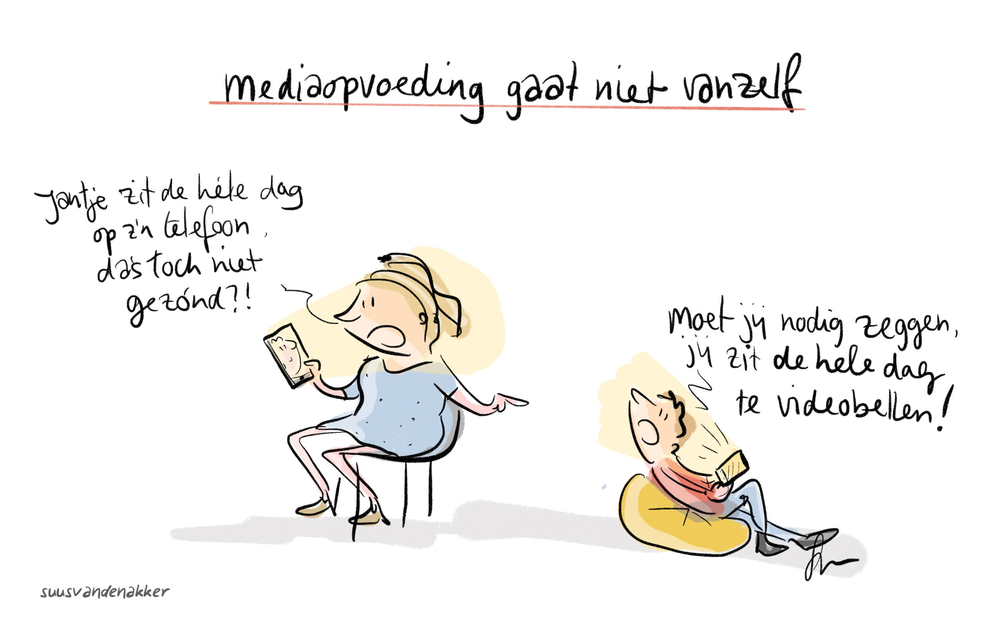 mediaopvoeding gaat niet vanzelf
Jantje zit de héle dag
op z'n telefoon,
da's toch niet
gezónd?!
moet jij nodig zeggen,
jij zit de hele dag
te videobellen!
suusvandenakker